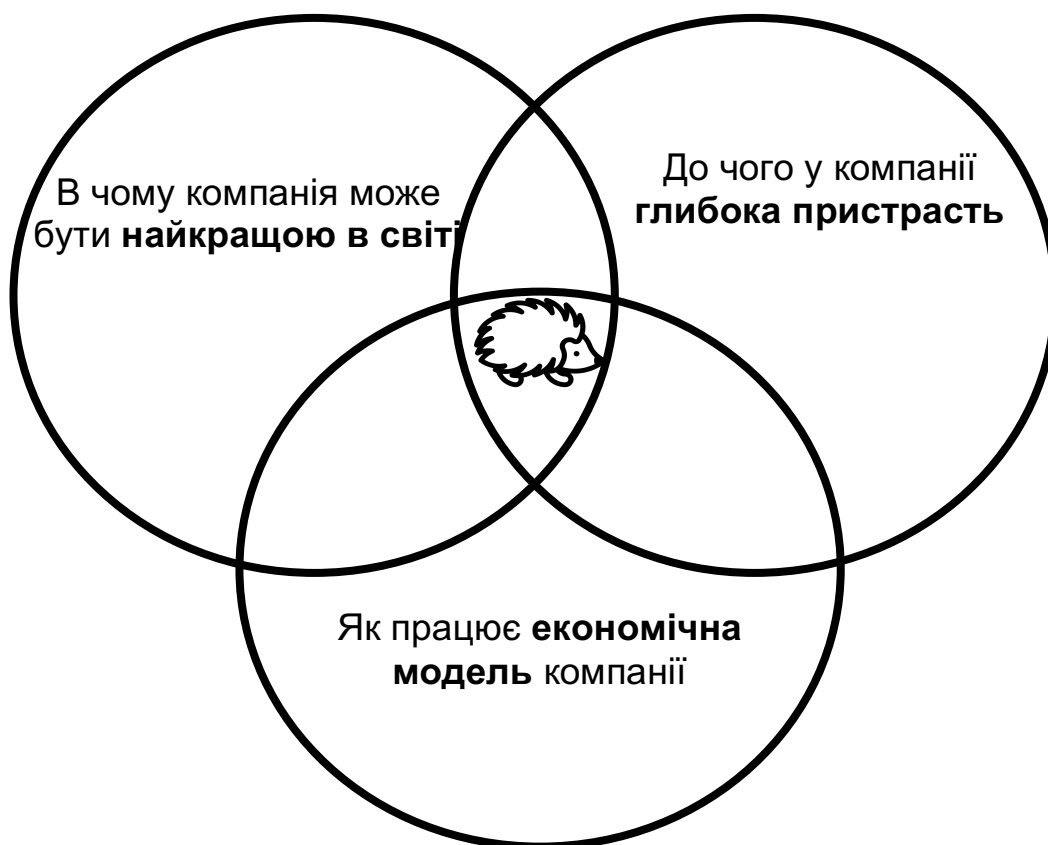 В чому компанія може
бути найкращою в світі
До чого у компанії
глибока пристрасть
Як працює економічна
модель компанії